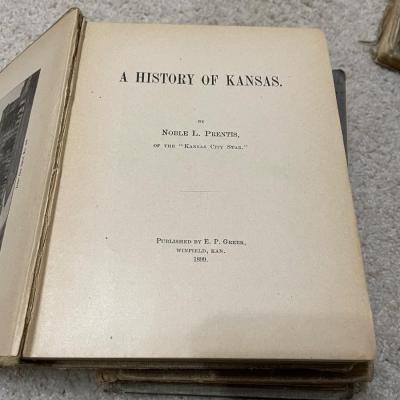 A HISTORY OF KANSAS.
BY
NOBLE L. PRENTIS,
OF THE "KANSAS CITY STAR."
PUBLISHED BY E. P. GREER,
WINFIELD, KAN.
1899.